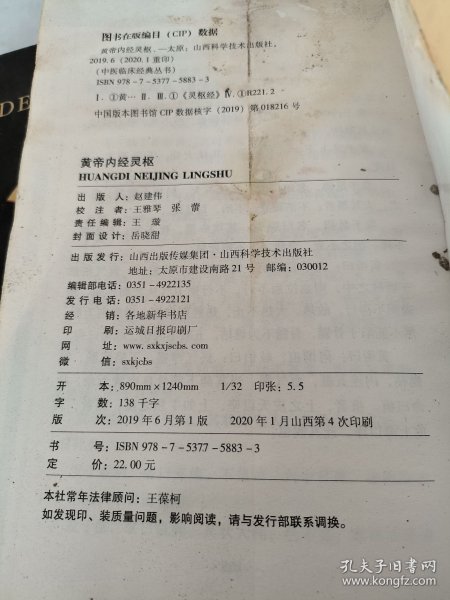 图书在版编目（CIP）数据
黄帝内经灵枢．—太原：山西科学技术出版社，
2019.6（2020.1重印）
（中医临床经典丛书）
ISBN 978-7-5377-5883-3
Ⅰ．①黄… Ⅱ．Ⅲ．①《灵枢经》Ⅳ．①R221.2
中国版本图书馆CIP数据核字（2019）第018216号
黄帝内经灵枢
HUANGDI NEIJING LINGSHU
出版人：赵建伟
校注者：王雅琴 张蕾
责任编辑：王璇
封面设计：岳晓甜
出版发行：山西出版传媒集团·山西科学技术出版社
地址：太原市建设南路21号 邮编：030012
编辑部电话：0351-4922135
发行电话：0351-4922121
经销：各地新华书店
印刷：运城日报印刷厂
网址：www.sxkxjscbs.com
微信：sxkjcbs
开本：890mm×1240mm 1/32 印张：5.5
字数：138千字
版次：2019年6月第1版 2020年1月山西第4次印刷
书号：ISBN 978-7-5377-5883-3
定价：22.00元
本社常年法律顾问：王葆柯
如发现印、装质量问题，影响阅读，请与发行部联系调换。
DE
孔夫子旧书网
www.kongfz.com